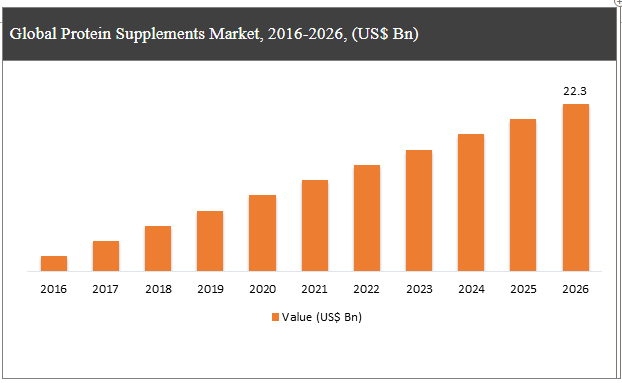 Global Protein Supplements Market, 2016-2026, (US$ Bn)
22.3
2016 2017 2018 2019 2020 2021 2022 2023 2024 2025 2026
Value (US$ Bn)